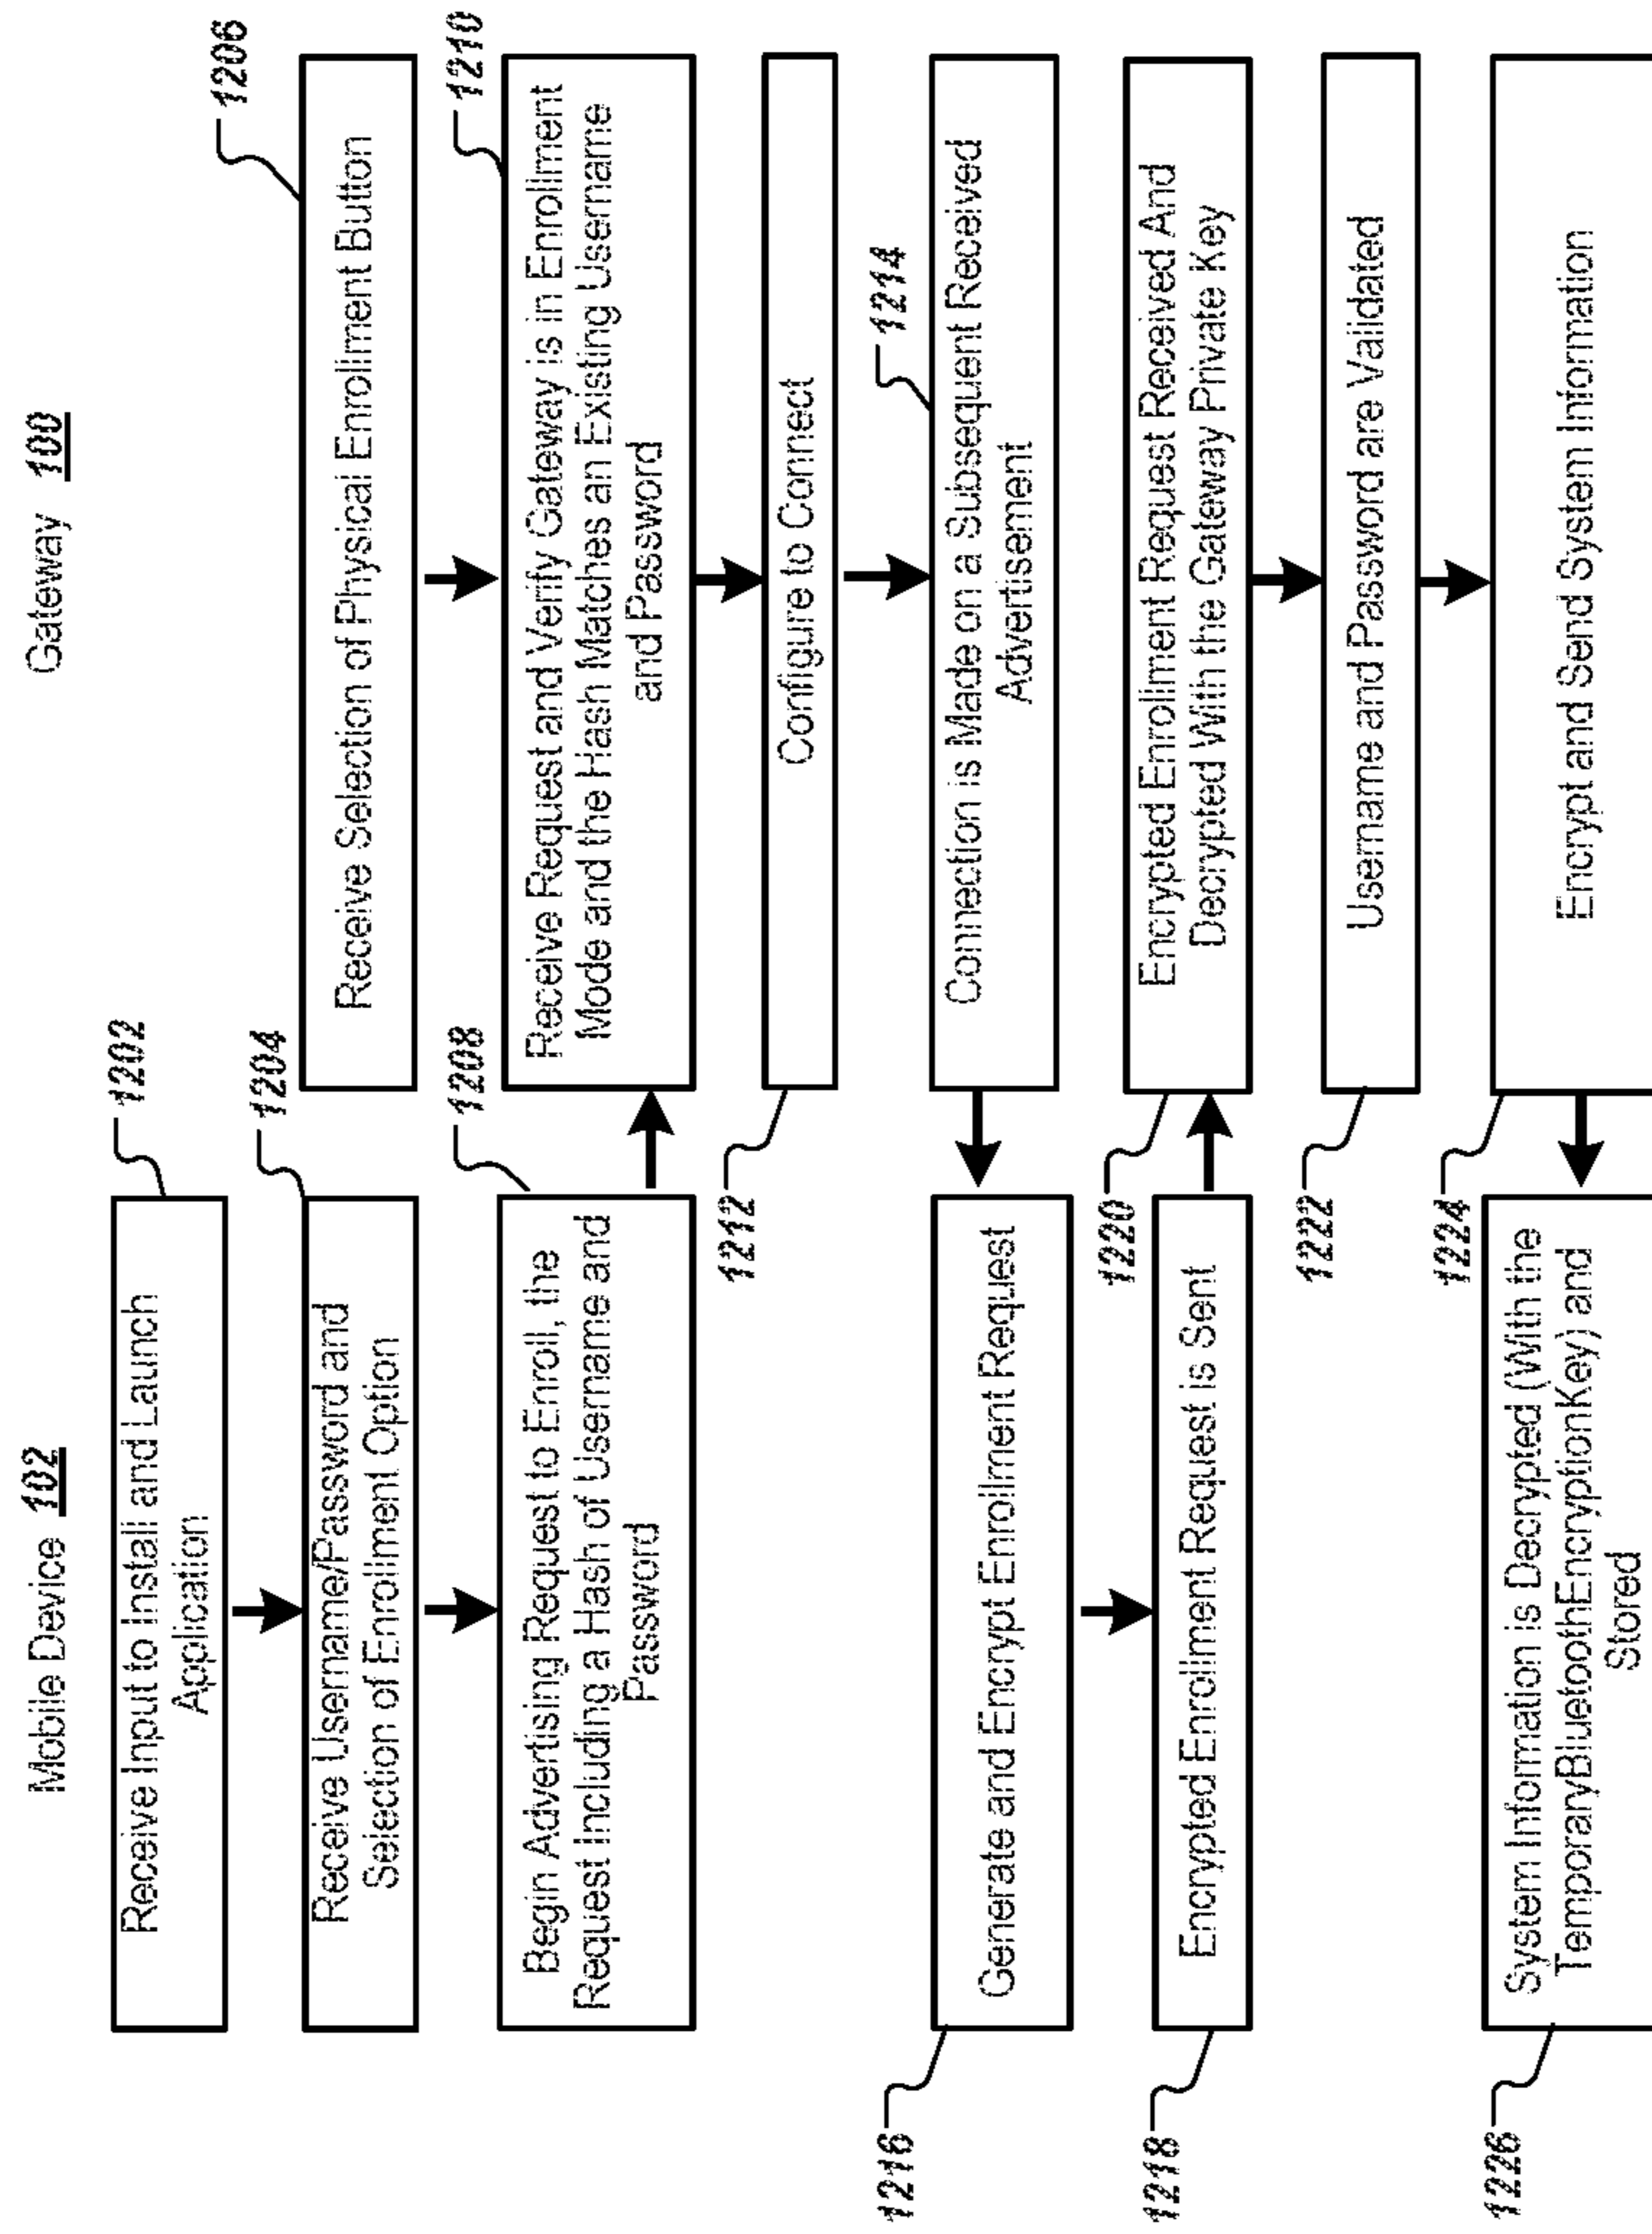 Mobile Device 102
Gateway 100
1202
Receive Input to Install and Launch
Application
1204
Receive Username/Password and
Selection of Enrollment Option
1206
Receive Selection of Physical Enrollment Button
1208
Begin Advertising Request to Enroll, the
Request Including a Hash of Username and
Password
1210
Receive Request and Verify Gateway is in Enrollment
Mode and the Hash Matches an Existing Username
and Password
1212
Configure to Connect
1214
Connection is Made on a Subsequent Received
Advertisement
1216
Generate and Encrypt Enrollment Request
1218
Encrypted Enrollment Request is Sent
1220
Encrypted Enrollment Request Received And
Decrypted With the Gateway Private Key
1222
Username and Password are Validated
1224
Encrypt and Send System Information
1226
System Information is Decrypted (With the
TemporaryBluetoothEncryptionKey) and
Stored